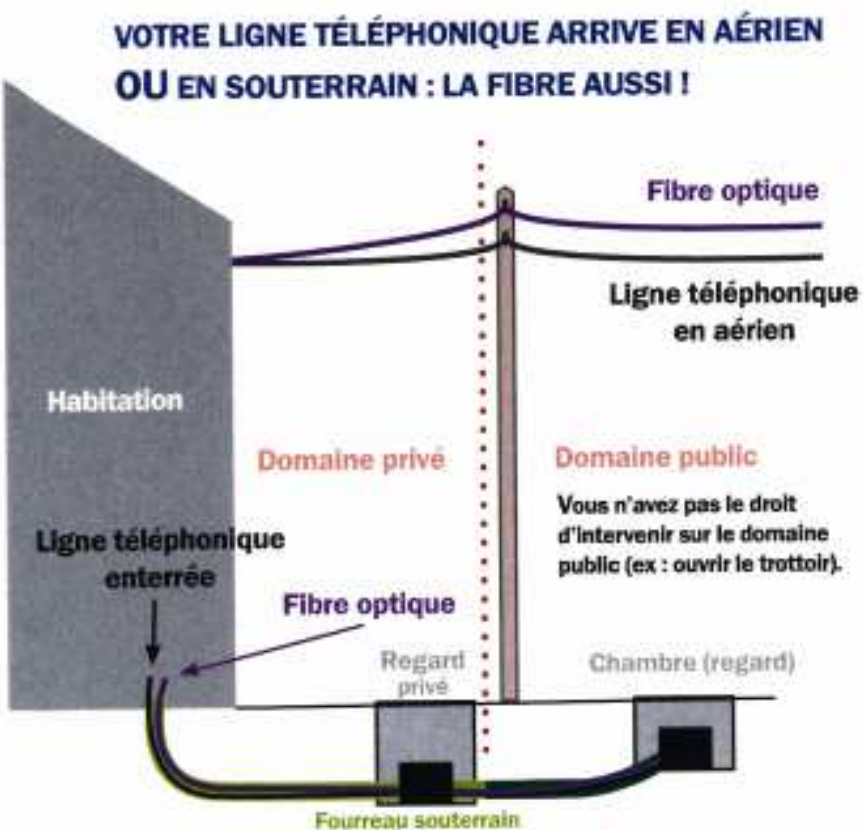 VOTRE LIGNE TÉLÉPHONIQUE ARRIVE EN AÉRIEN
OU EN SOUTERRAIN : LA FIBRE AUSSI !
Fibre optique
Ligne téléphonique
en aérien
Habitation
Domaine privé
Domaine public
Vous n'avez pas le droit
d'intervenir sur le domaine
public (ex : ouvrir le trottoir).
Ligne téléphonique
enterrée
Fibre optique
Regard
privé
Chambre (regard)
Fourreau souterrain